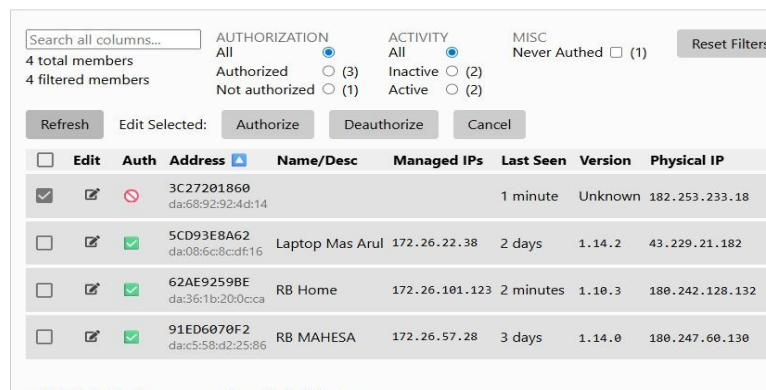 Search all columns...
4 total members
4 filtered members
AUTHORIZATION
All
Authorized (3)
Not authorized (1)
ACTIVITY
All
Inactive (2)
Active (2)
MISC
Never Authed (1)
Reset Filters
Refresh Edit Selected: Authorize Deauthorize Cancel
Edit Auth Address Name/Desc Managed IPs Last Seen Version Physical IP
3C27201860
da:68:92:92:4d:14
1 minute Unknown 182.253.233.18
5CD93E8A62
da:08:6c:8c:df:16
Laptop Mas Arul 172.26.22.38 2 days 1.14.2 43.229.21.182
62AE9259BE
da:36:1b:20:0c:ca
RB Home 172.26.101.123 2 minutes 1.10.3 180.242.128.132
91ED6070F2
da:c5:58:d2:25:86
RB MAHESA 172.26.57.28 3 days 1.14.0 180.247.60.130